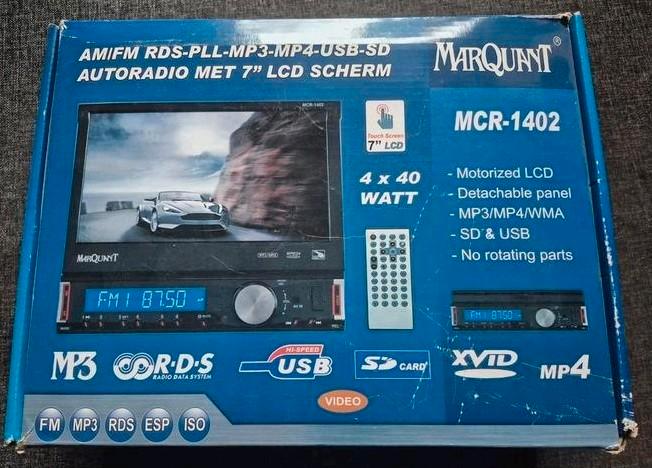 AM/FM RDS-PLL-MP3-MP4-USB-SD
AUTORADIO MET 7” LCD SCHERM
MARQUANT®
MCR-1402
MCR-1402
Touch Screen
7” LCD
4 x 40
WATT
- Motorized LCD
- Detachable panel
- MP3/MP4/WMA
- SD & USB
- No rotating parts
MARQUANT
FM1 87.50
FM1 87.50
MP3
R·D·S
RADIO DATA SYSTEM
HI-SPEED
USB
SD CARD
XVID
MP4
VIDEO
FM
MP3
RDS
ESP
ISO